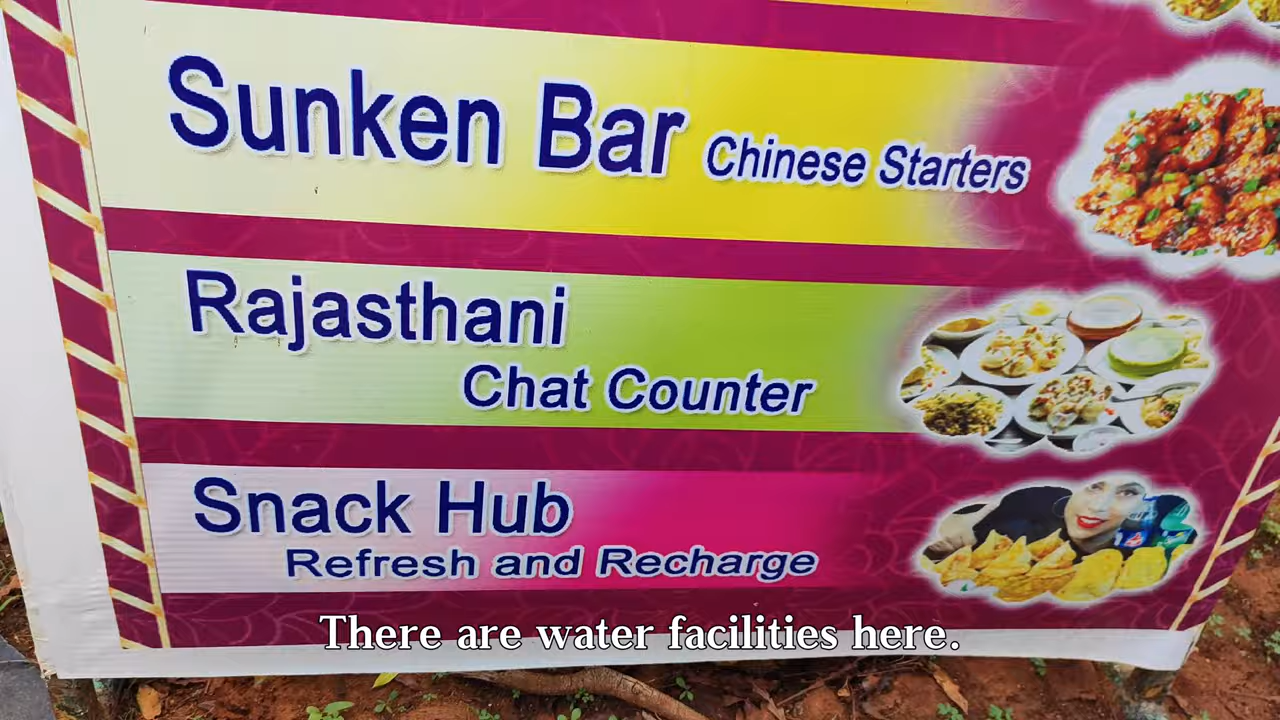 Sunken Bar Chinese Starters
Rajasthani
Chat Counter
Snack Hub
Refresh and Recharge
There are water facilities here.